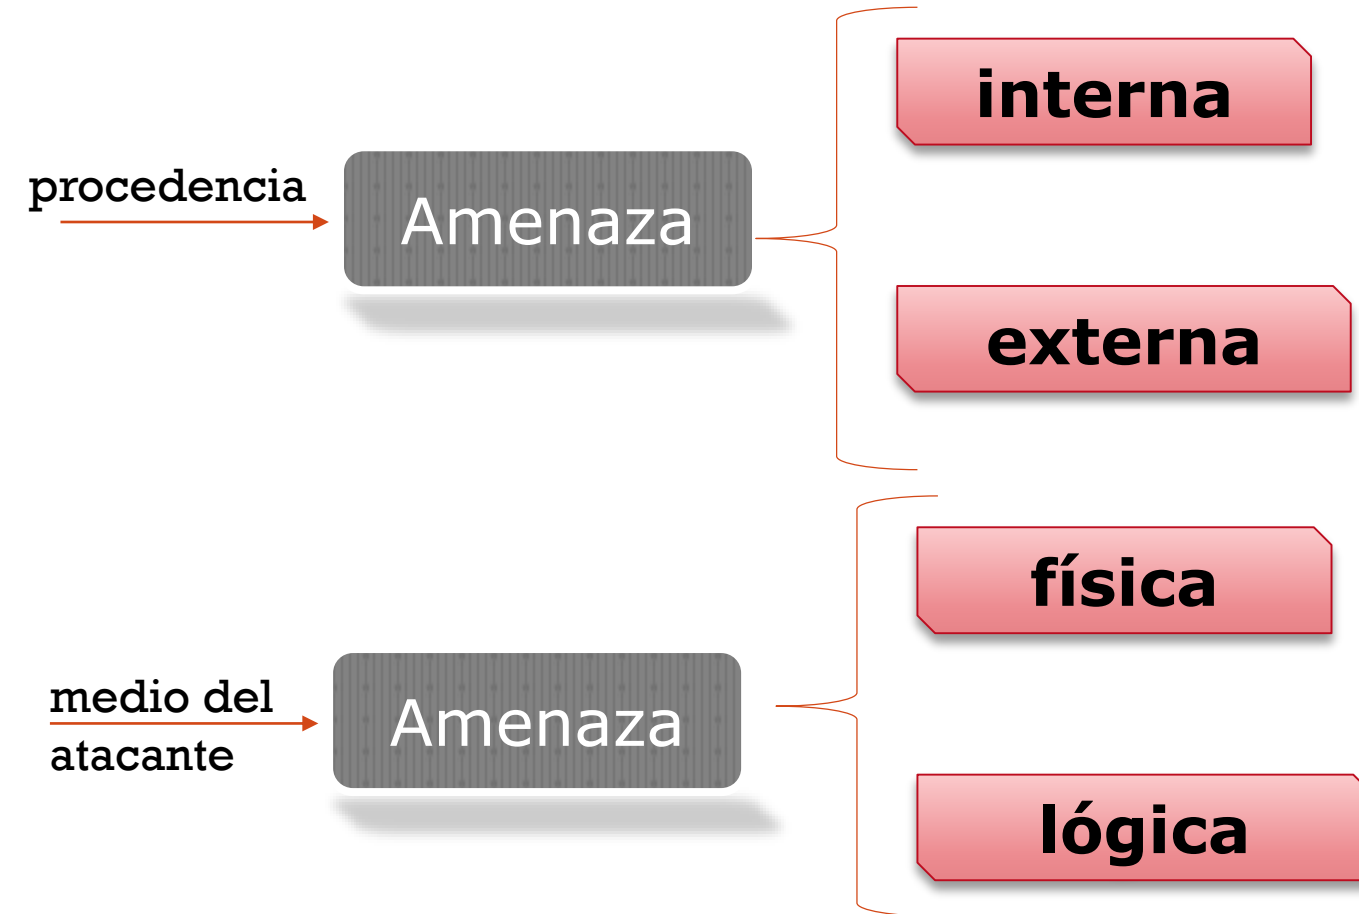 procedencia
Amenaza
interna
externa
medio del
atacante
Amenaza
física
lógica